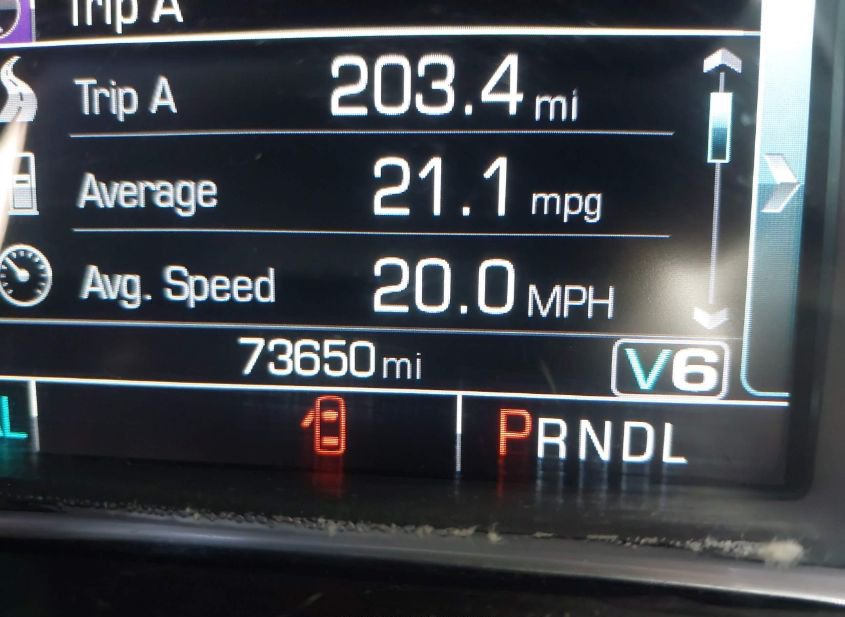 Trip A
Trip A 203.4 mi
Average 21.1 mpg
Avg. Speed 20.0 MPH
73650 mi V6
L PRNDL